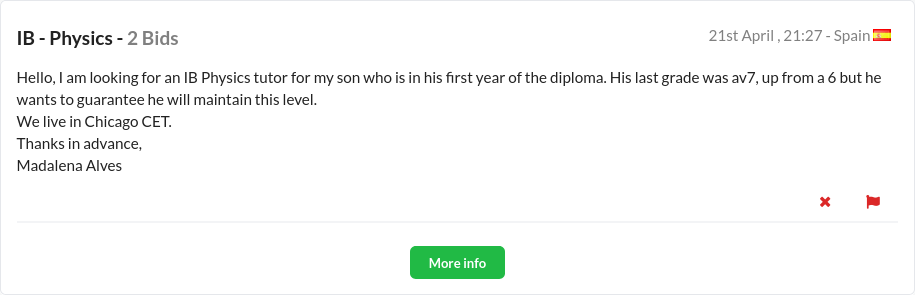 IB - Physics - 2 Bids
21st April , 21:27 - Spain
Hello, I am looking for an IB Physics tutor for my son who is in his first year of the diploma. His last grade was av7, up from a 6 but he
wants to guarantee he will maintain this level.
We live in Chicago CET.
Thanks in advance,
Madalena Alves
More info